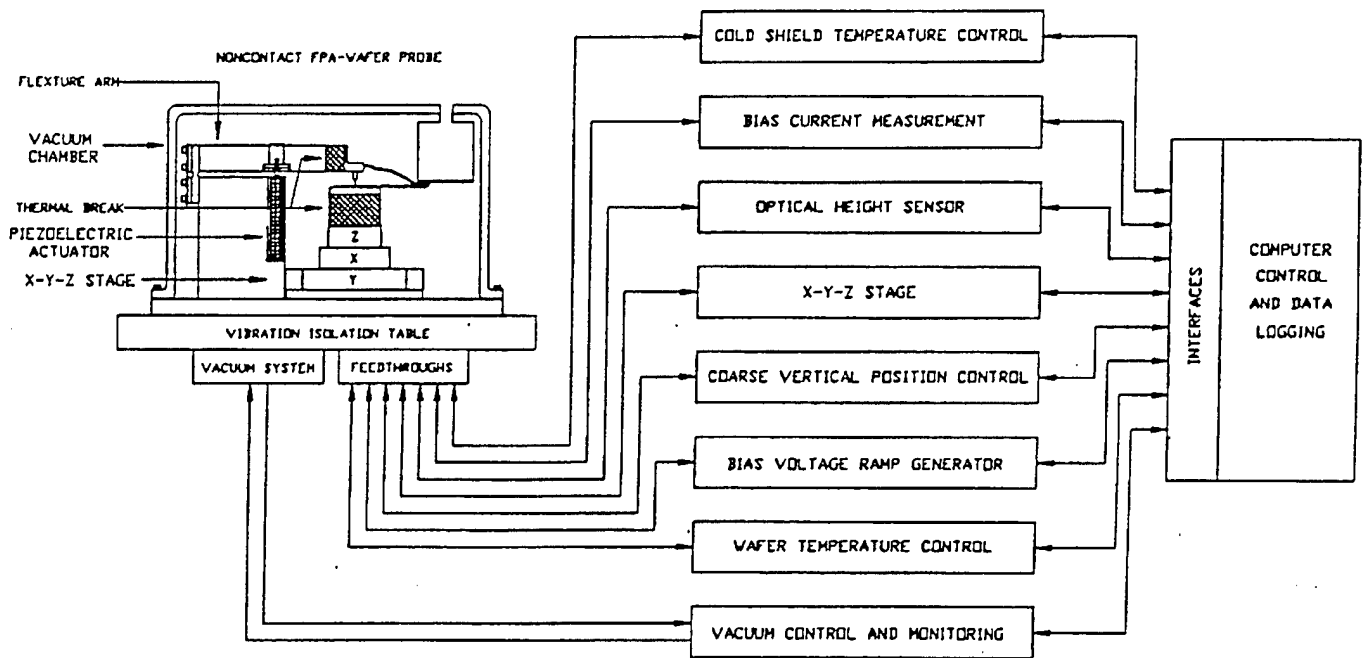 NONCONTACT FPA-WAFER PROBE
FLEXTURE ARM
VACUUM
CHAMBER
THERMAL BREAK
PIEZOELECTRIC
ACTUATOR
X-Y-Z STAGE
Z
X
Y
VIBRATION ISOLATION TABLE
VACUUM SYSTEM
FEEDTHROUGHS
COLD SHIELD TEMPERATURE CONTROL
BIAS CURRENT MEASUREMENT
OPTICAL HEIGHT SENSOR
X-Y-Z STAGE
COARSE VERTICAL POSITION CONTROL
BIAS VOLTAGE RAMP GENERATOR
WAFER TEMPERATURE CONTROL
VACUUM CONTROL AND MONITORING
INTERFACES
COMPUTER
CONTROL
AND DATA
LOGGING